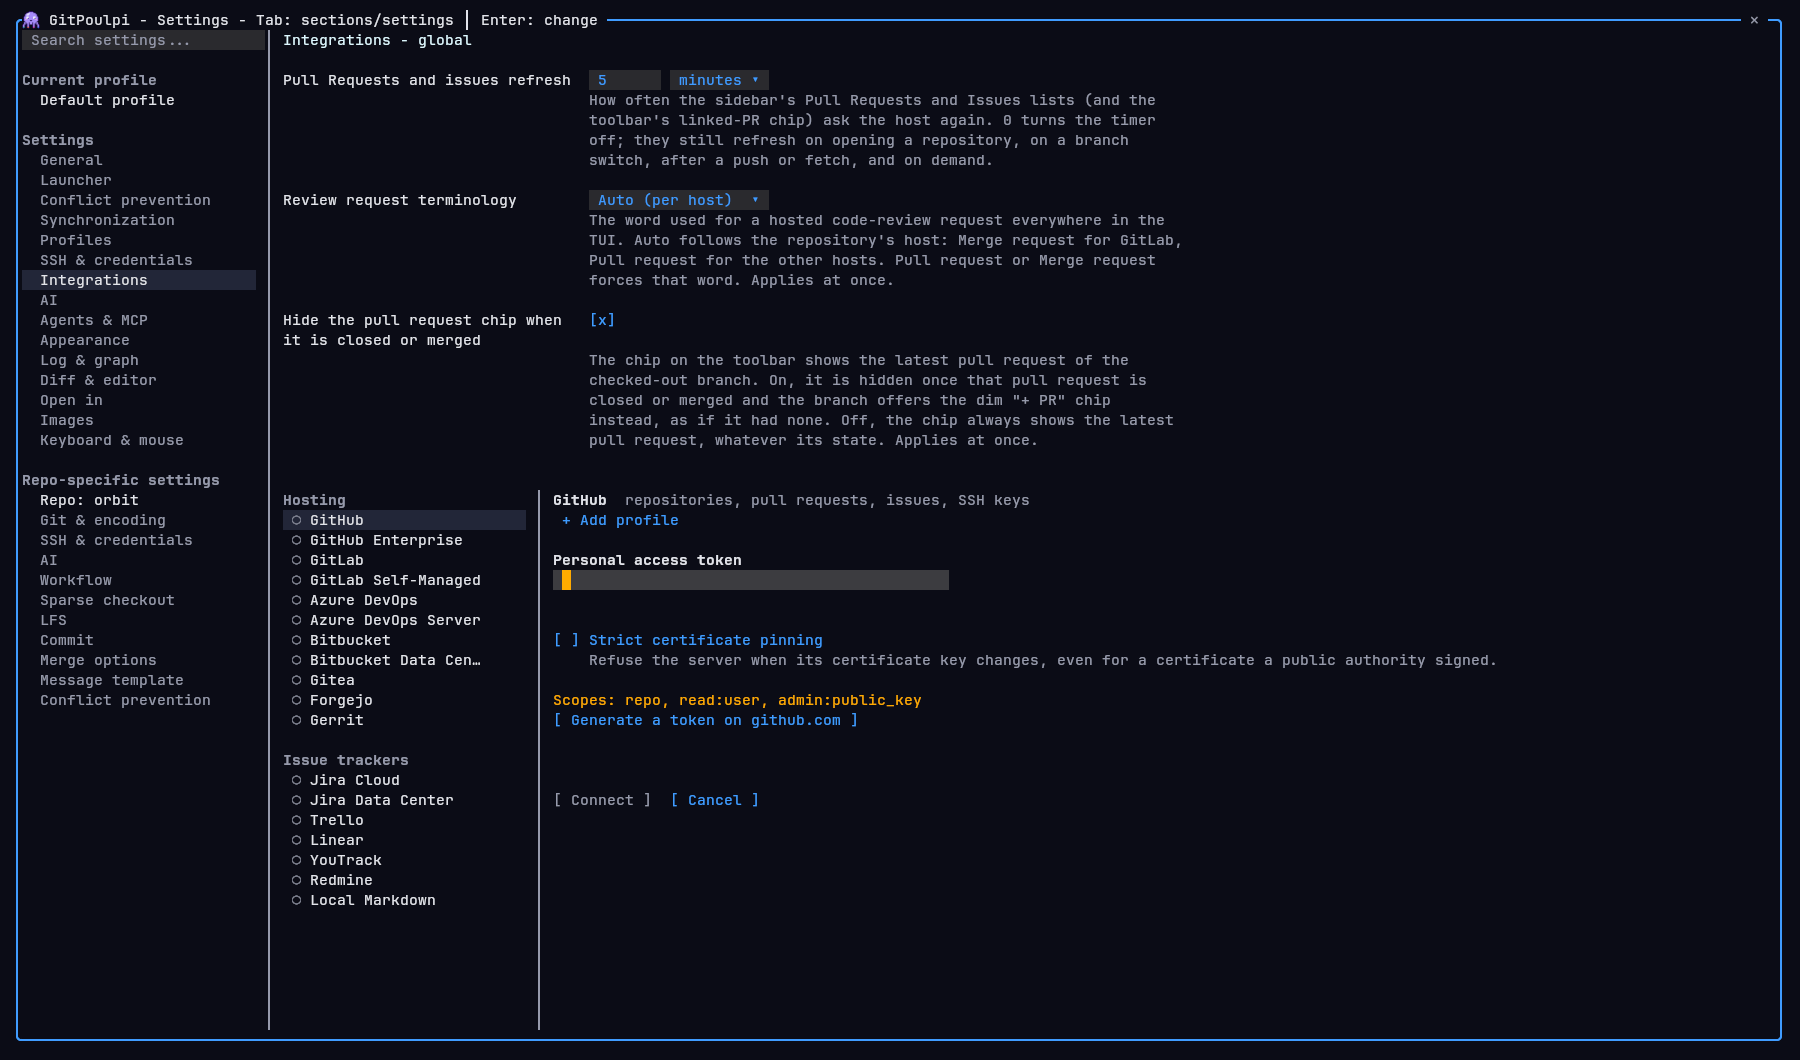 GitPoulpi - Settings - Tab: sections/settings | Enter: change ×
Search settings...
Current profile
Default profile
Settings
General
Launcher
Conflict prevention
Synchronization
Profiles
SSH & credentials
Integrations
AI
Agents & MCP
Appearance
Log & graph
Diff & editor
Open in
Images
Keyboard & mouse
Repo-specific settings
Repo: orbit
Git & encoding
SSH & credentials
AI
Workflow
Sparse checkout
LFS
Commit
Merge options
Message template
Conflict prevention
Integrations - global
Pull Requests and issues refresh 5 minutes ▾
How often the sidebar's Pull Requests and Issues lists (and the
toolbar's linked-PR chip) ask the host again. 0 turns the timer
off; they still refresh on opening a repository, on a branch
switch, after a push or fetch, and on demand.
Review request terminology Auto (per host) ▾
The word used for a hosted code-review request everywhere in the
TUI. Auto follows the repository's host: Merge request for GitLab,
Pull request for the other hosts. Pull request or Merge request
forces that word. Applies at once.
Hide the pull request chip when [x]
it is closed or merged
The chip on the toolbar shows the latest pull request of the
checked-out branch. On, it is hidden once that pull request is
closed or merged and the branch offers the dim "+ PR" chip
instead, as if it had none. Off, the chip always shows the latest
pull request, whatever its state. Applies at once.
Hosting
GitHub
GitHub Enterprise
GitLab
GitLab Self-Managed
Azure DevOps
Azure DevOps Server
Bitbucket
Bitbucket Data Cen…
Gitea
Forgejo
Gerrit
Issue trackers
Jira Cloud
Jira Data Center
Trello
Linear
YouTrack
Redmine
Local Markdown
GitHub repositories, pull requests, issues, SSH keys
+ Add profile
Personal access token
[ ] Strict certificate pinning
Refuse the server when its certificate key changes, even for a certificate a public authority signed.
Scopes: repo, read:user, admin:public_key
[ Generate a token on github.com ]
[ Connect ] [ Cancel ]